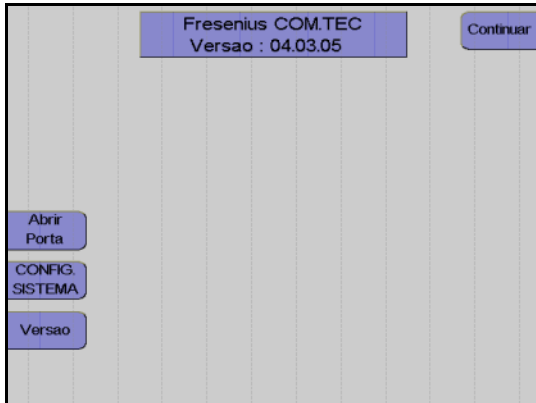 Fresenius COM.TEC
Versao : 04.03.05
Continuar
Abrir
Porta
CONFIG.
SISTEMA
Versao